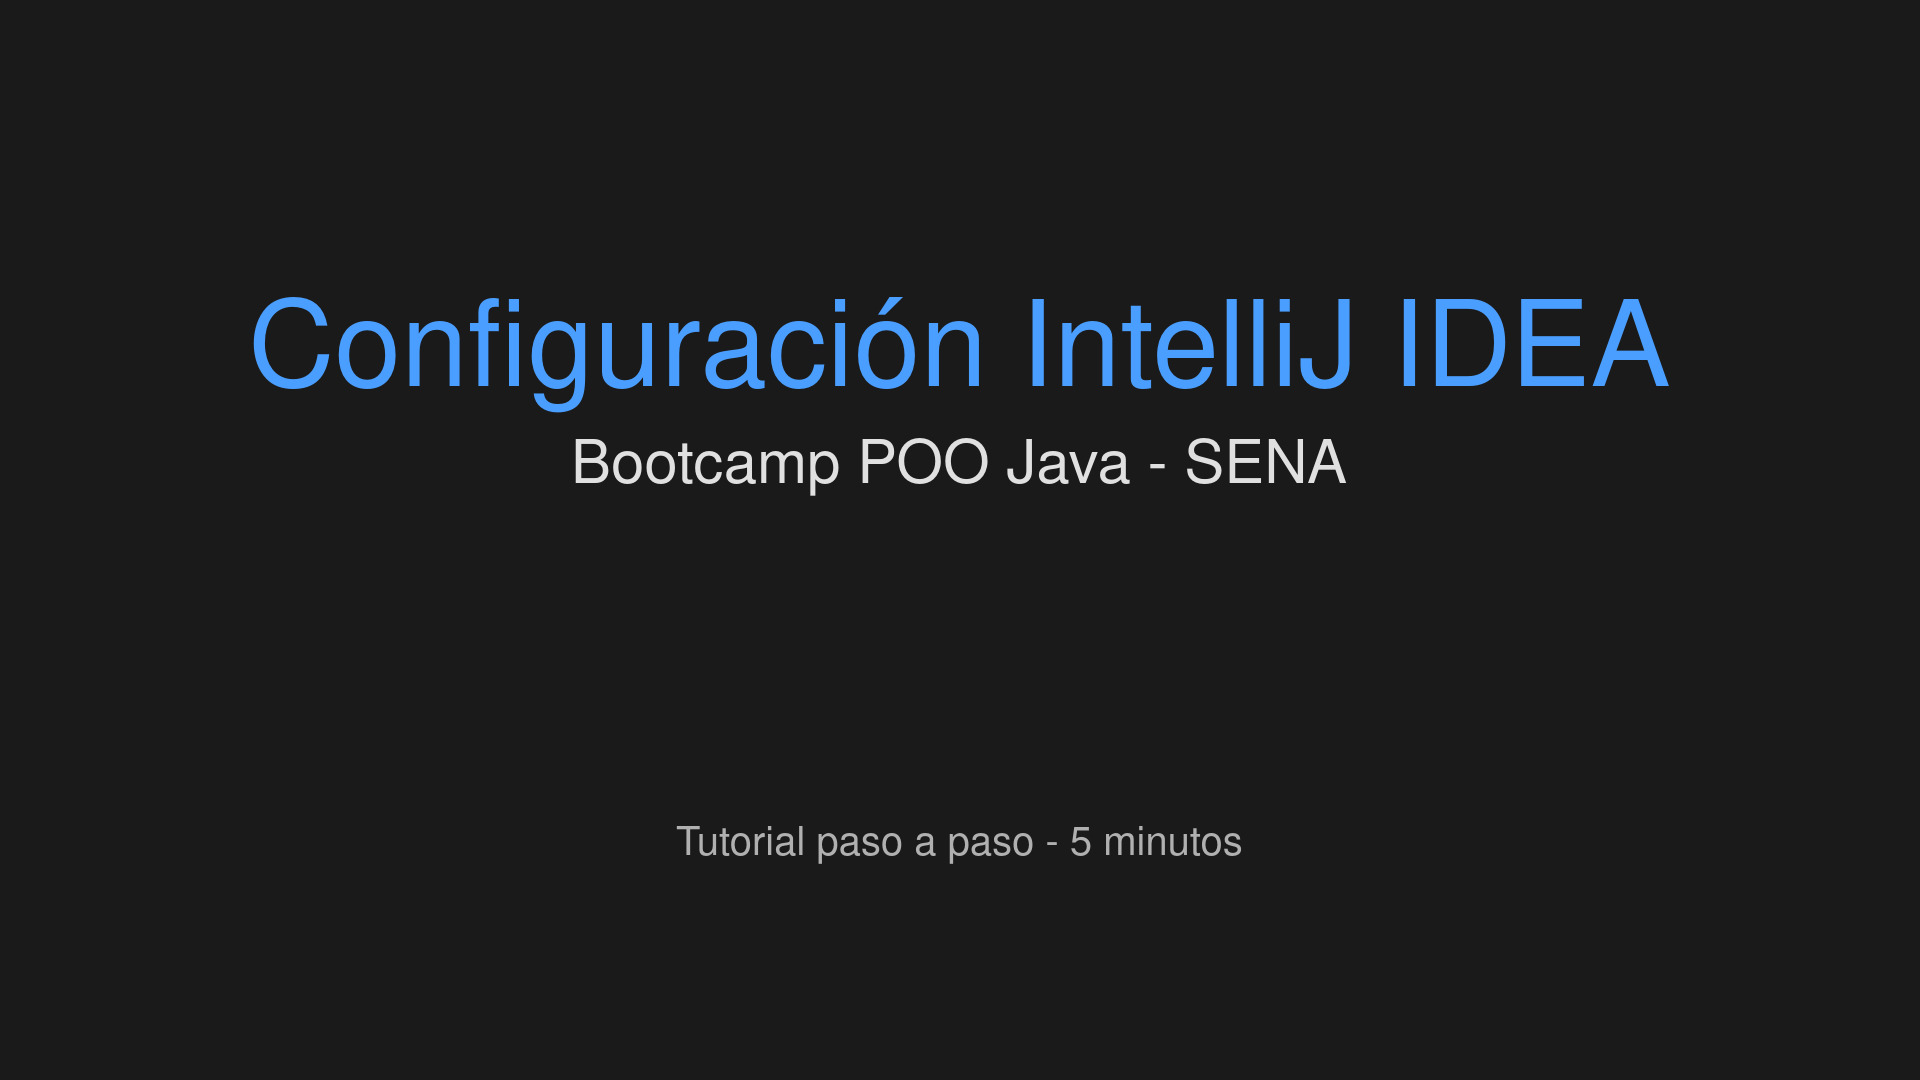 Configuración IntelliJ IDEA
Bootcamp POO Java - SENA
Tutorial paso a paso - 5 minutos